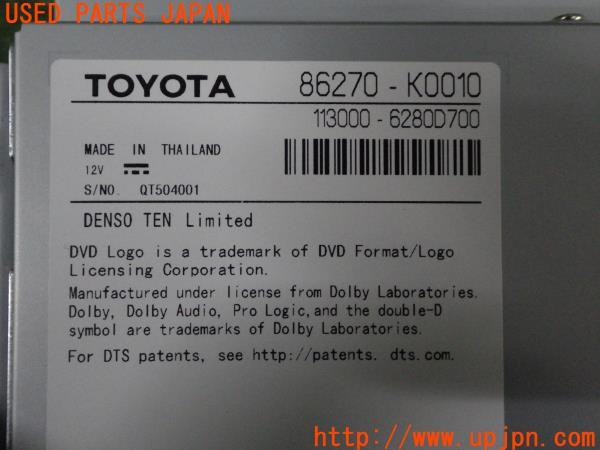 USED PARTS JAPAN
TOYOTA 86270 - K0010
113000 - 6280D700
MADE IN THAILAND
12V
S/NO. QT504001
DENSO TEN Limited
DVD Logo is a trademark of DVD Format/Logo
Licensing Corporation.
Manufactured under license from Dolby Laboratories.
Dolby, Dolby Audio, Pro Logic,and the double-D
symbol are trademarks of Dolby Laboratories.
For DTS patents, see http://patents. dts.com.
http://www.upjpn.com